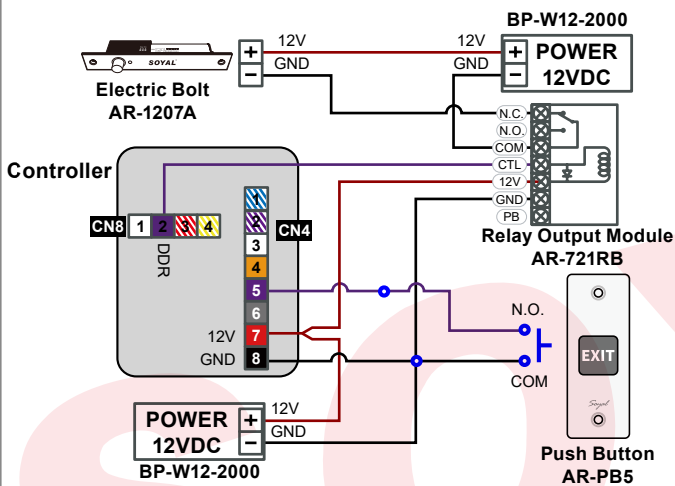 BP-W12-2000
12V
12V
+
+
POWER
GND
GND
−
−
12VDC
SOYAL
Electric Bolt
AR-1207A
N.C.
N.O.
COM
CTL
12V
GND
PB
Relay Output Module
AR-721RB
Controller
CN8
1 2 3 4
DDR
CN4
1
2
3
4
5
6
12V 7
GND 8
N.O.
COM
EXIT
Soyal
Push Button
AR-PB5
POWER
12VDC
+
−
12V
GND
BP-W12-2000